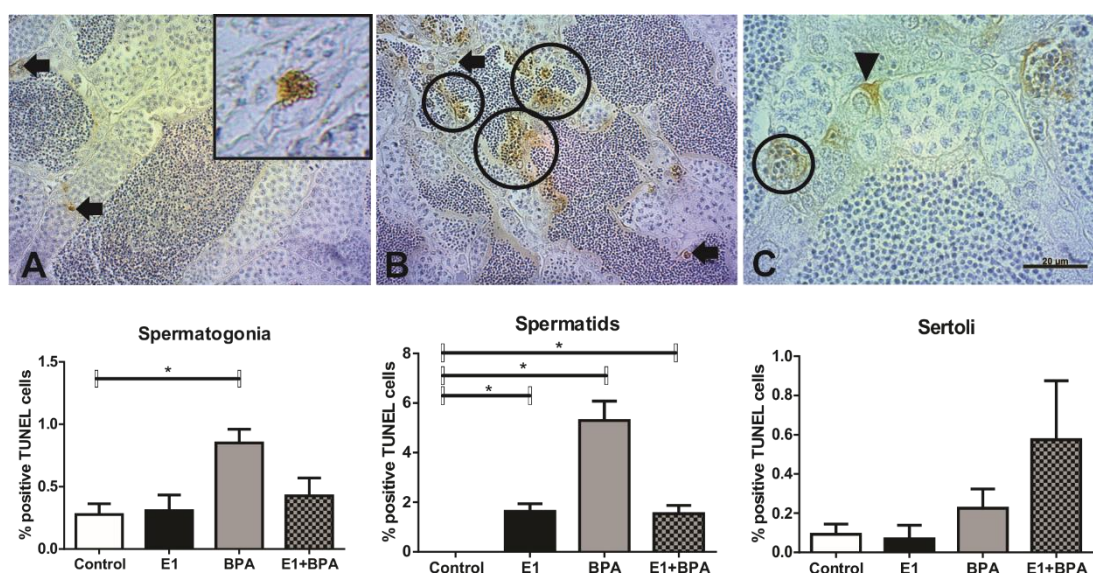 A
B
C
20 um
Spermatogonia
% positive TUNEL cells
1.5
1.0
0.5
0.0
*
Control E1 BPA E1+BPA
Spermatids
% positive TUNEL cells
8
6
4
2
0
*
*
*
Control E1 BPA E1+BPA
Sertoli
% positive TUNEL cells
1.0
0.8
0.6
0.4
0.2
0.0
Control E1 BPA E1+BPA